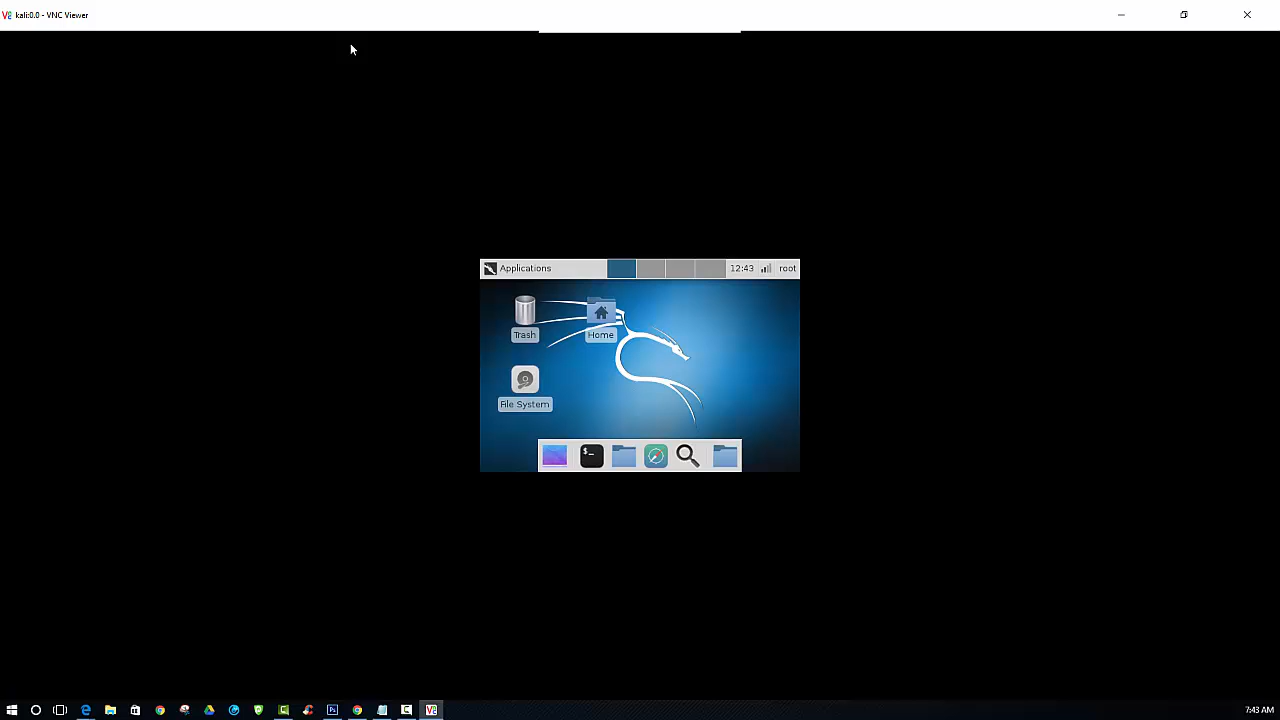 kali:0.0 - VNC Viewer
Applications 12:43 root
Trash Home
File System
$_
7:43 AM